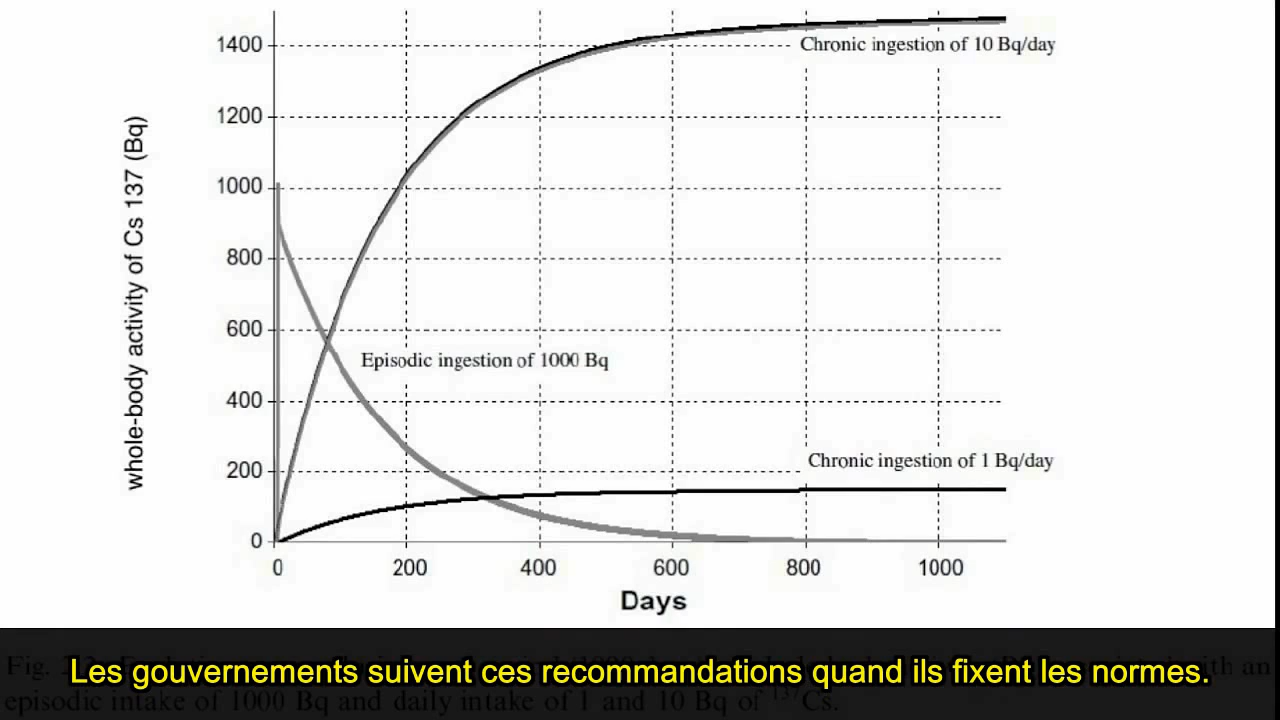 1400
Chronic ingestion of 10 Bq/day
1200
1000
800
600
Episodic ingestion of 1000 Bq
400
Chronic ingestion of 1 Bq/day
200
0
whole-body activity of Cs 137 (Bq)
0 200 400 600 800 1000
Days
Les gouvernements suivent ces recommandations quand ils fixent les normes.
Fig. with an
episodic intake of 1000 Bq and daily intake of 1 and 10 Bq of ¹³⁷Cs.